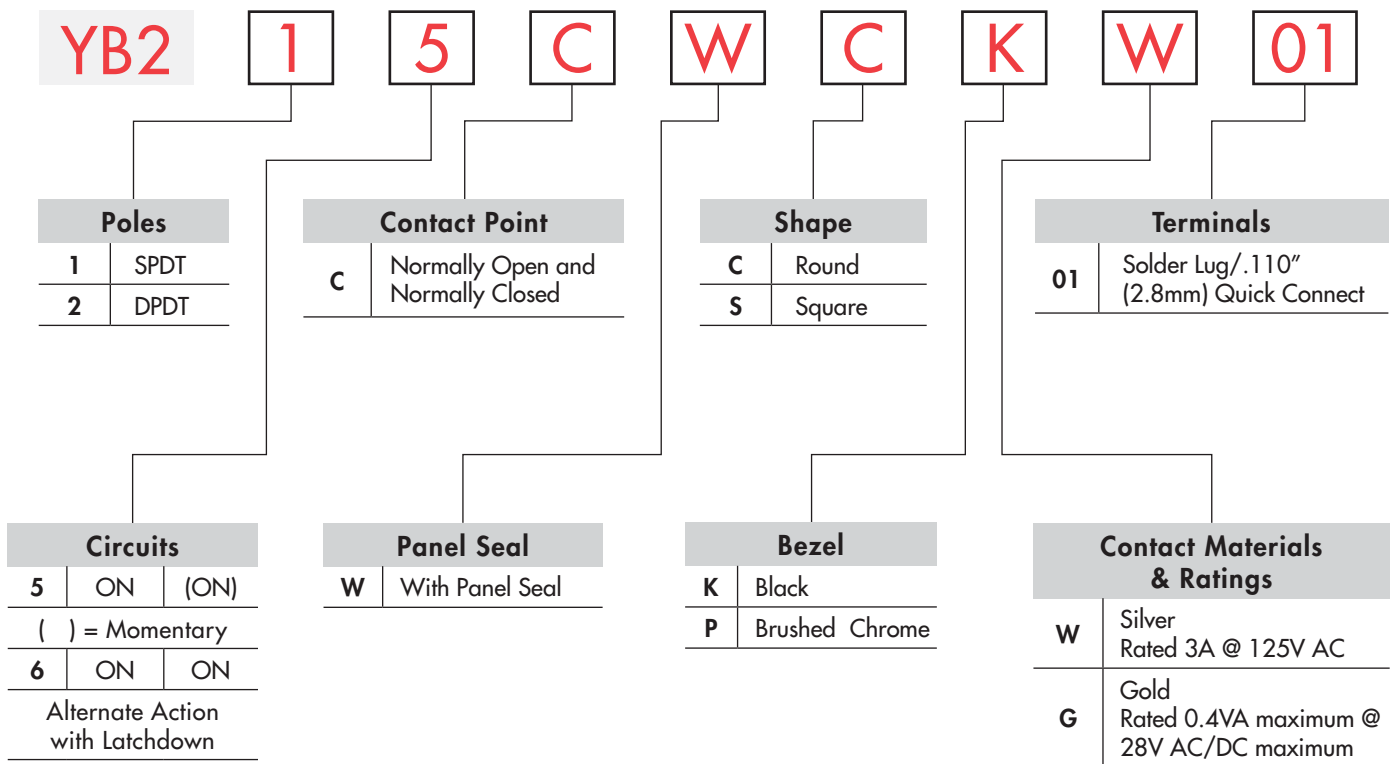 YB2 1 5 C W C K W 01
Poles
1 SPDT
2 DPDT
Contact Point
C Normally Open and
Normally Closed
Shape
C Round
S Square
Terminals
01 Solder Lug/.110”
(2.8mm) Quick Connect
Circuits
5 ON (ON)
( ) = Momentary
6 ON ON
Alternate Action
with Latchdown
Panel Seal
W With Panel Seal
Bezel
K Black
P Brushed Chrome
Contact Materials
& Ratings
W Silver
Rated 3A @ 125V AC
G Gold
Rated 0.4VA maximum @
28V AC/DC maximum